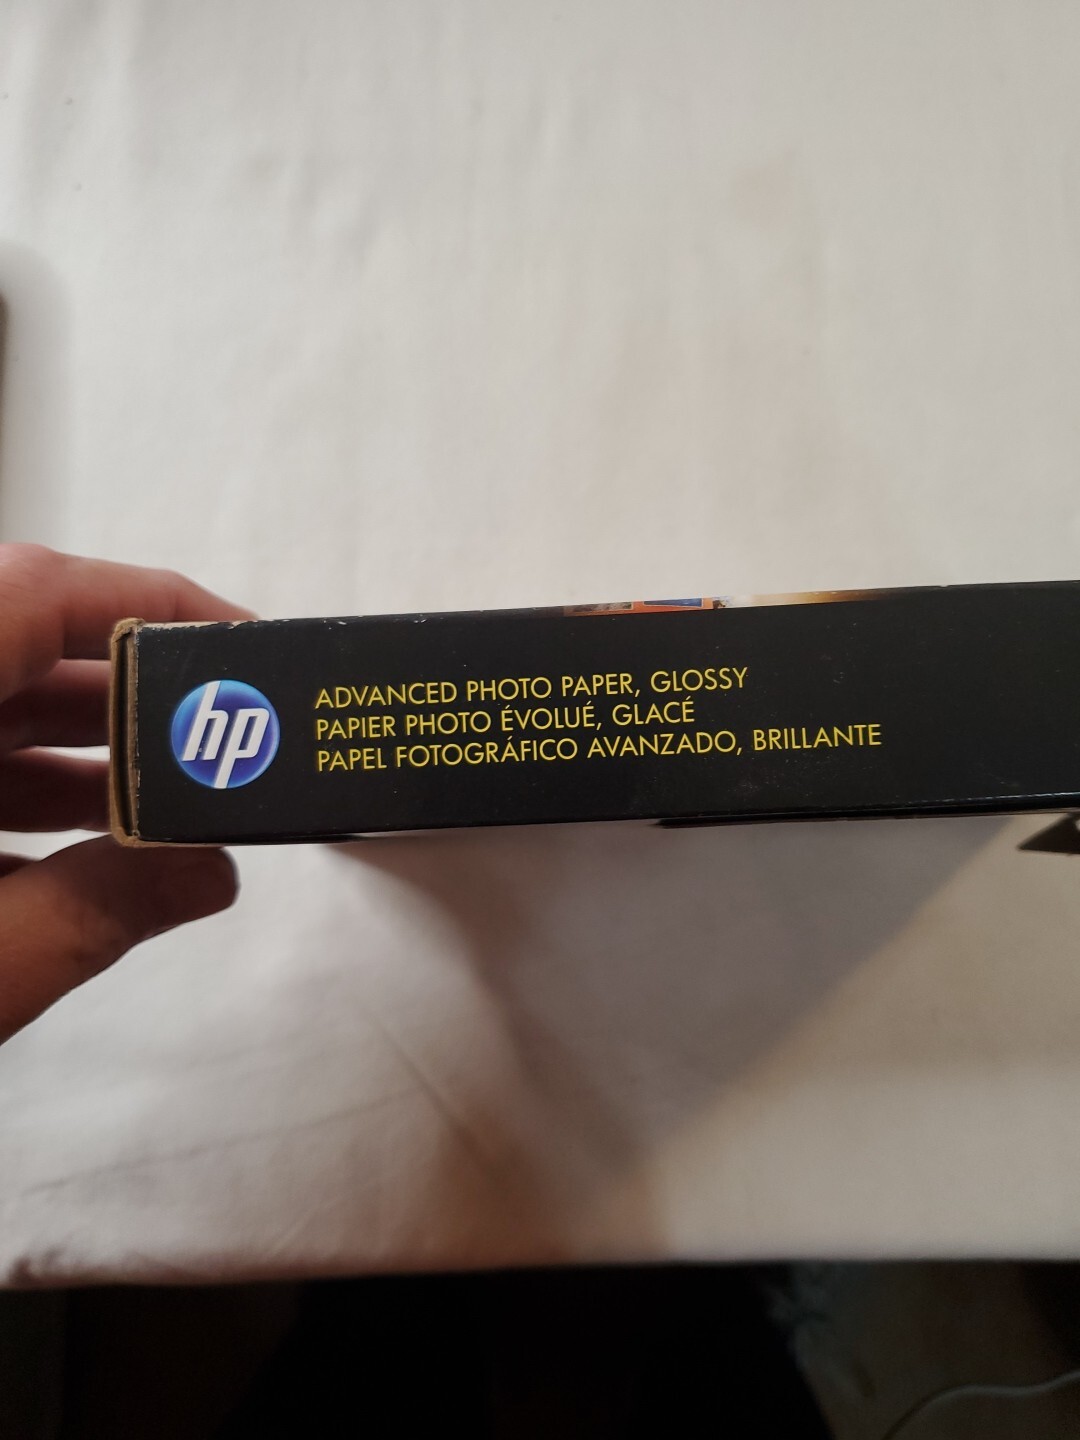 hp
ADVANCED PHOTO PAPER, GLOSSY
PAPIER PHOTO ÉVOLUÉ, GLACÉ
PAPEL FOTOGRÁFICO AVANZADO, BRILLANTE